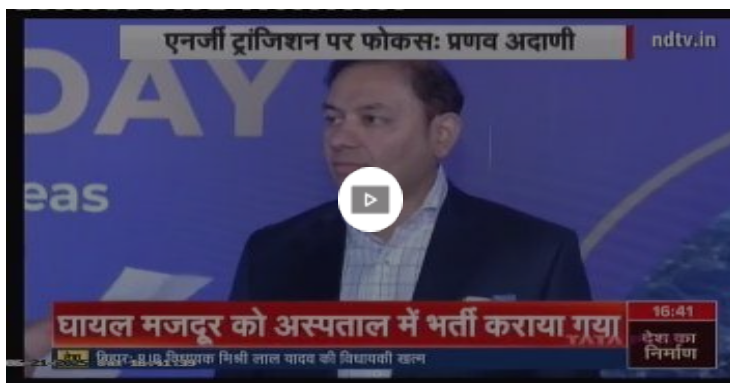 एनर्जी ट्रांजिशन पर फोकसः प्रणव अदाणी
ndtv.in
DAY
eas
घायल मजदूर को अस्पताल में भर्ती कराया गया
16:41
देश का
निर्माण
बिहार: BJP विधायक मिश्री लाल यादव की विधायकी खत्म